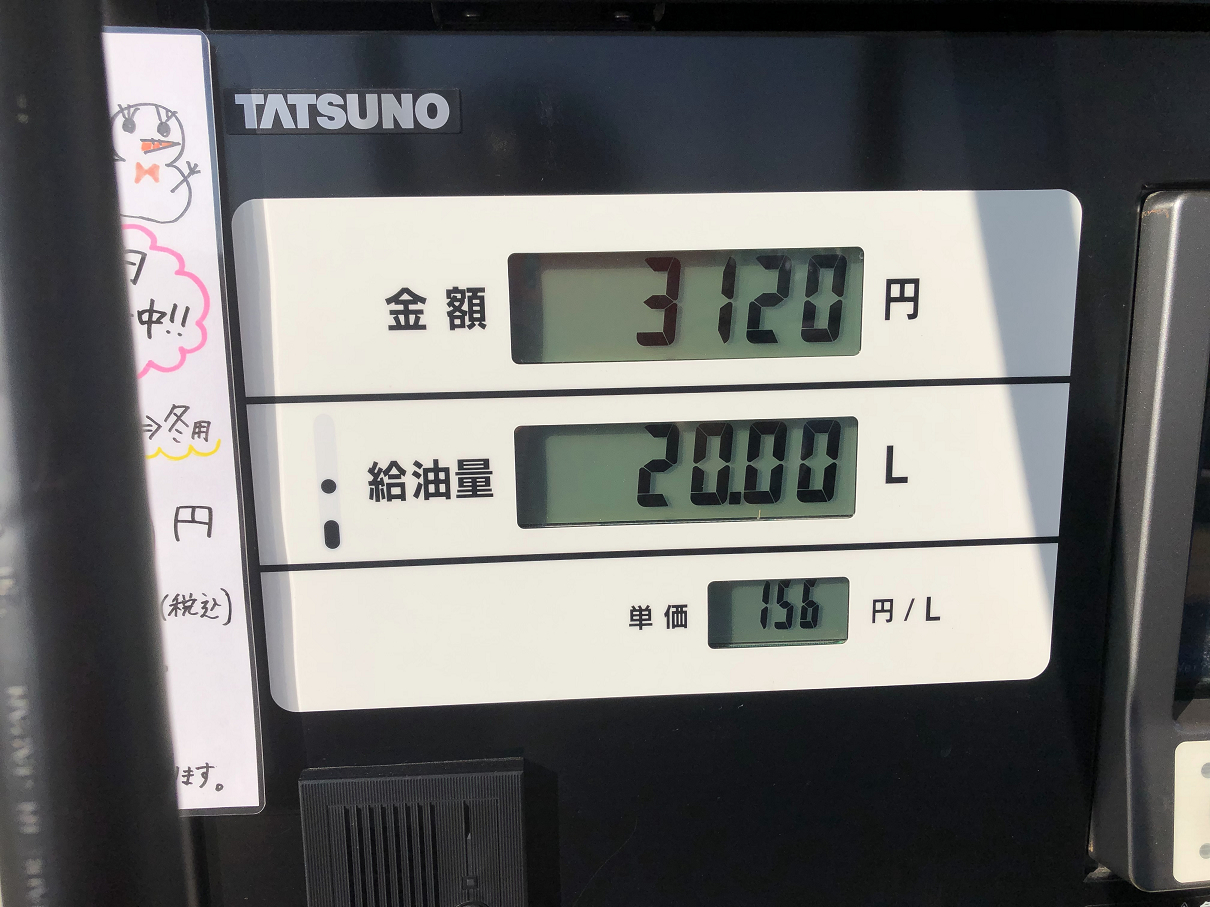 TATSUNO
金額 3120 円
給油量 20.00 L
単価 156 円/L
中!!
⇒冬用
円
(税込)
ます。